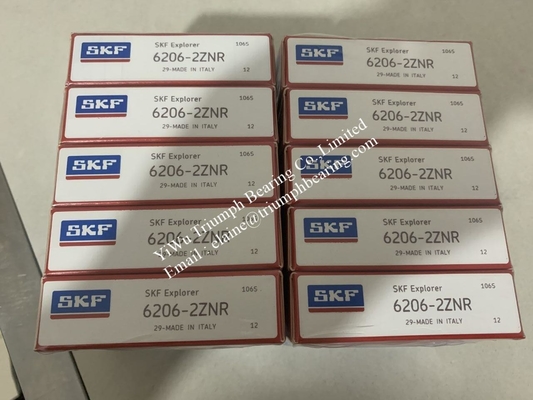 SKF
SKF Explorer
1065
6206-2ZNR
29-MADE IN ITALY
12
SKF
SKF Explorer
1065
6206-2ZNR
29-MADE IN ITALY
12
SKF
SKF Explorer
1065
6206-2ZNR
29-MADE IN ITALY
12
SKF
SKF Explorer
1065
6206-2ZNR
29-MADE IN ITALY
12
SKF
SKF Explorer
1065
6206-2ZNR
29-MADE IN ITALY
12
SKF
SKF Explorer
1065
6206-2ZNR
29-MADE IN ITALY
12
SKF
SKF Explorer
1065
6206-2ZNR
29-MADE IN ITALY
12
SKF
SKF Explorer
1065
6206-2ZNR
29-MADE IN ITALY
12
SKF
SKF Explorer
1065
6206-2ZNR
29-MADE IN ITALY
12
SKF
SKF Explorer
1065
6206-2ZNR
29-MADE IN ITALY
12
YiWu Triumph Bearing Co. Limited
Email: elaine@triumphbearing.com